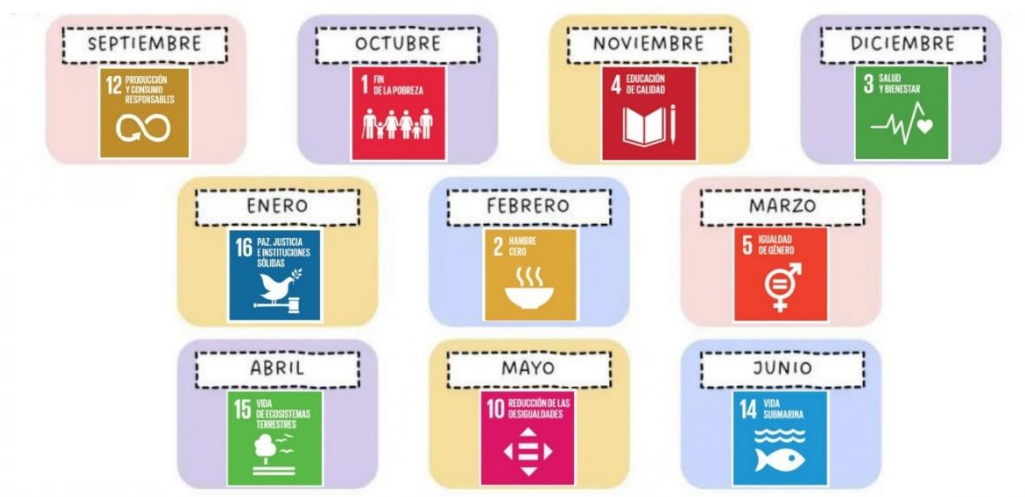 SEPTIEMBRE
12 PRODUCCIÓN
Y CONSUMO
RESPONSABLES
OCTUBRE
1 FIN
DE LA POBREZA
NOVIEMBRE
4 EDUCACIÓN
DE CALIDAD
DICIEMBRE
3 SALUD
Y BIENESTAR
ENERO
16 PAZ, JUSTICIA
E INSTITUCIONES
SÓLIDAS
FEBRERO
2 HAMBRE
CERO
MARZO
5 IGUALDAD
DE GÉNERO
ABRIL
15 VIDA
DE ECOSISTEMAS
TERRESTRES
MAYO
10 REDUCCIÓN DE LAS
DESIGUALDADES
JUNIO
14 VIDA
SUBMARINA